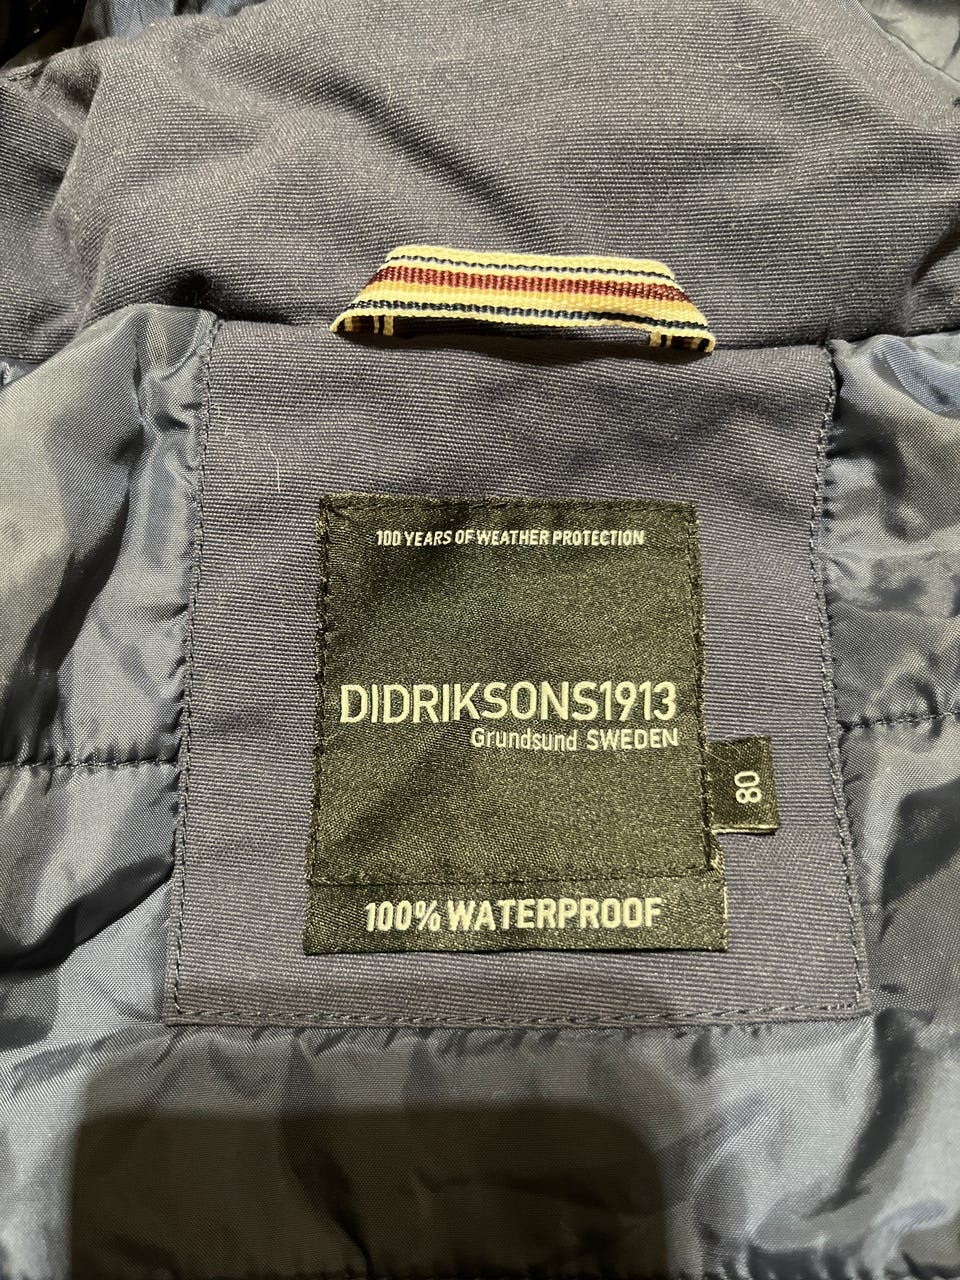 100 YEARS OF WEATHER PROTECTION
DIDRIKSONS1913
Grundsund SWEDEN
80
100% WATERPROOF